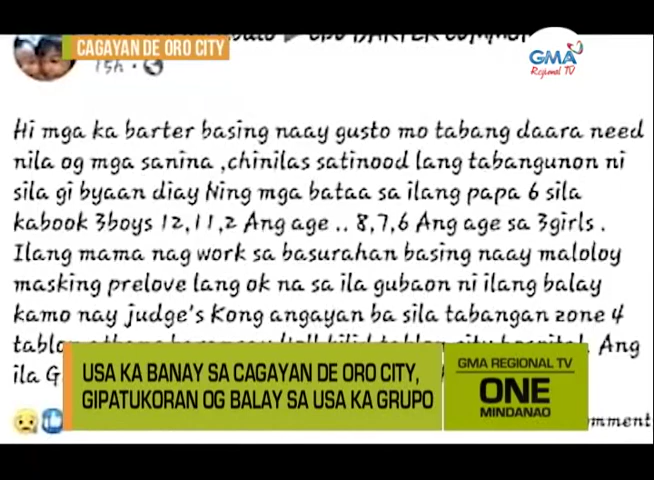 CAGAYAN DE ORO CITY
GMA
Regional TV
15h
Hi mga ka barter basing naay gusto mo tabang daara need
nila og mga sanina ,chinilas satinood lang tabangunon ni
sila gi byaan diay Ning mga bataa sa ilang papa 6 sila
kabook 3boys 12,11,2 Ang age .. 8,7,6 Ang age sa 3girls .
Ilang mama nag work sa basurahan basing naay maloloy
masking prelove lang ok na sa ila gubaon ni ilang balay
kamo nay judge's Kong angayan ba sila tabangan zone 4
Ang
ila
USA KA BANAY SA CAGAYAN DE ORO CITY,
GIPATUKORAN OG BALAY SA USA KA GRUPO
GMA REGIONAL TV
ONE
MINDANAO